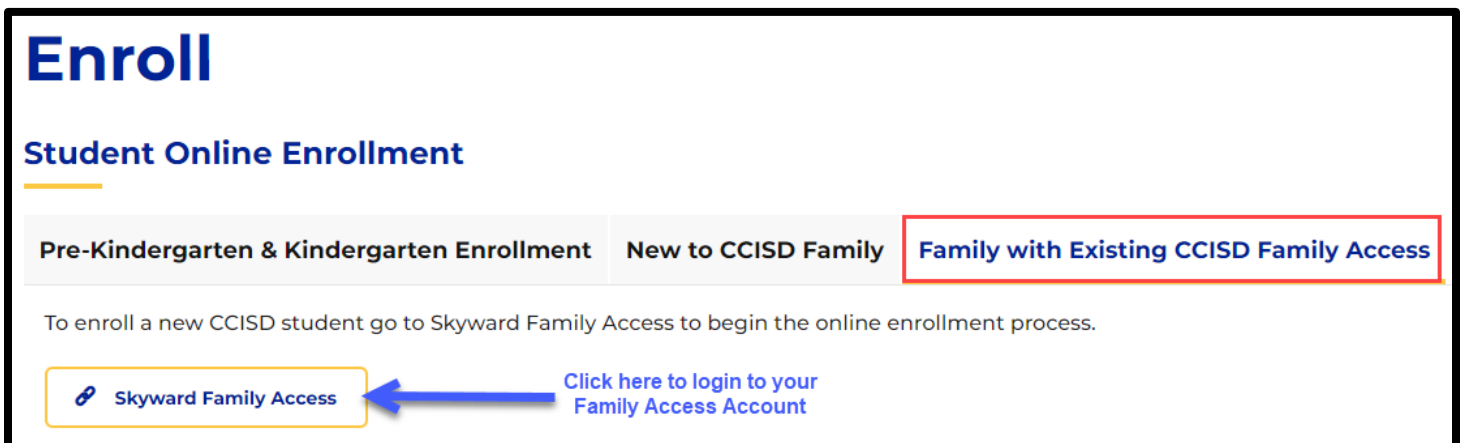 Enroll
Student Online Enrollment
Pre-Kindergarten & Kindergarten Enrollment New to CCISD Family Family with Existing CCISD Family Access
To enroll a new CCISD student go to Skyward Family Access to begin the online enrollment process.
Skyward Family Access
Click here to login to your
Family Access Account